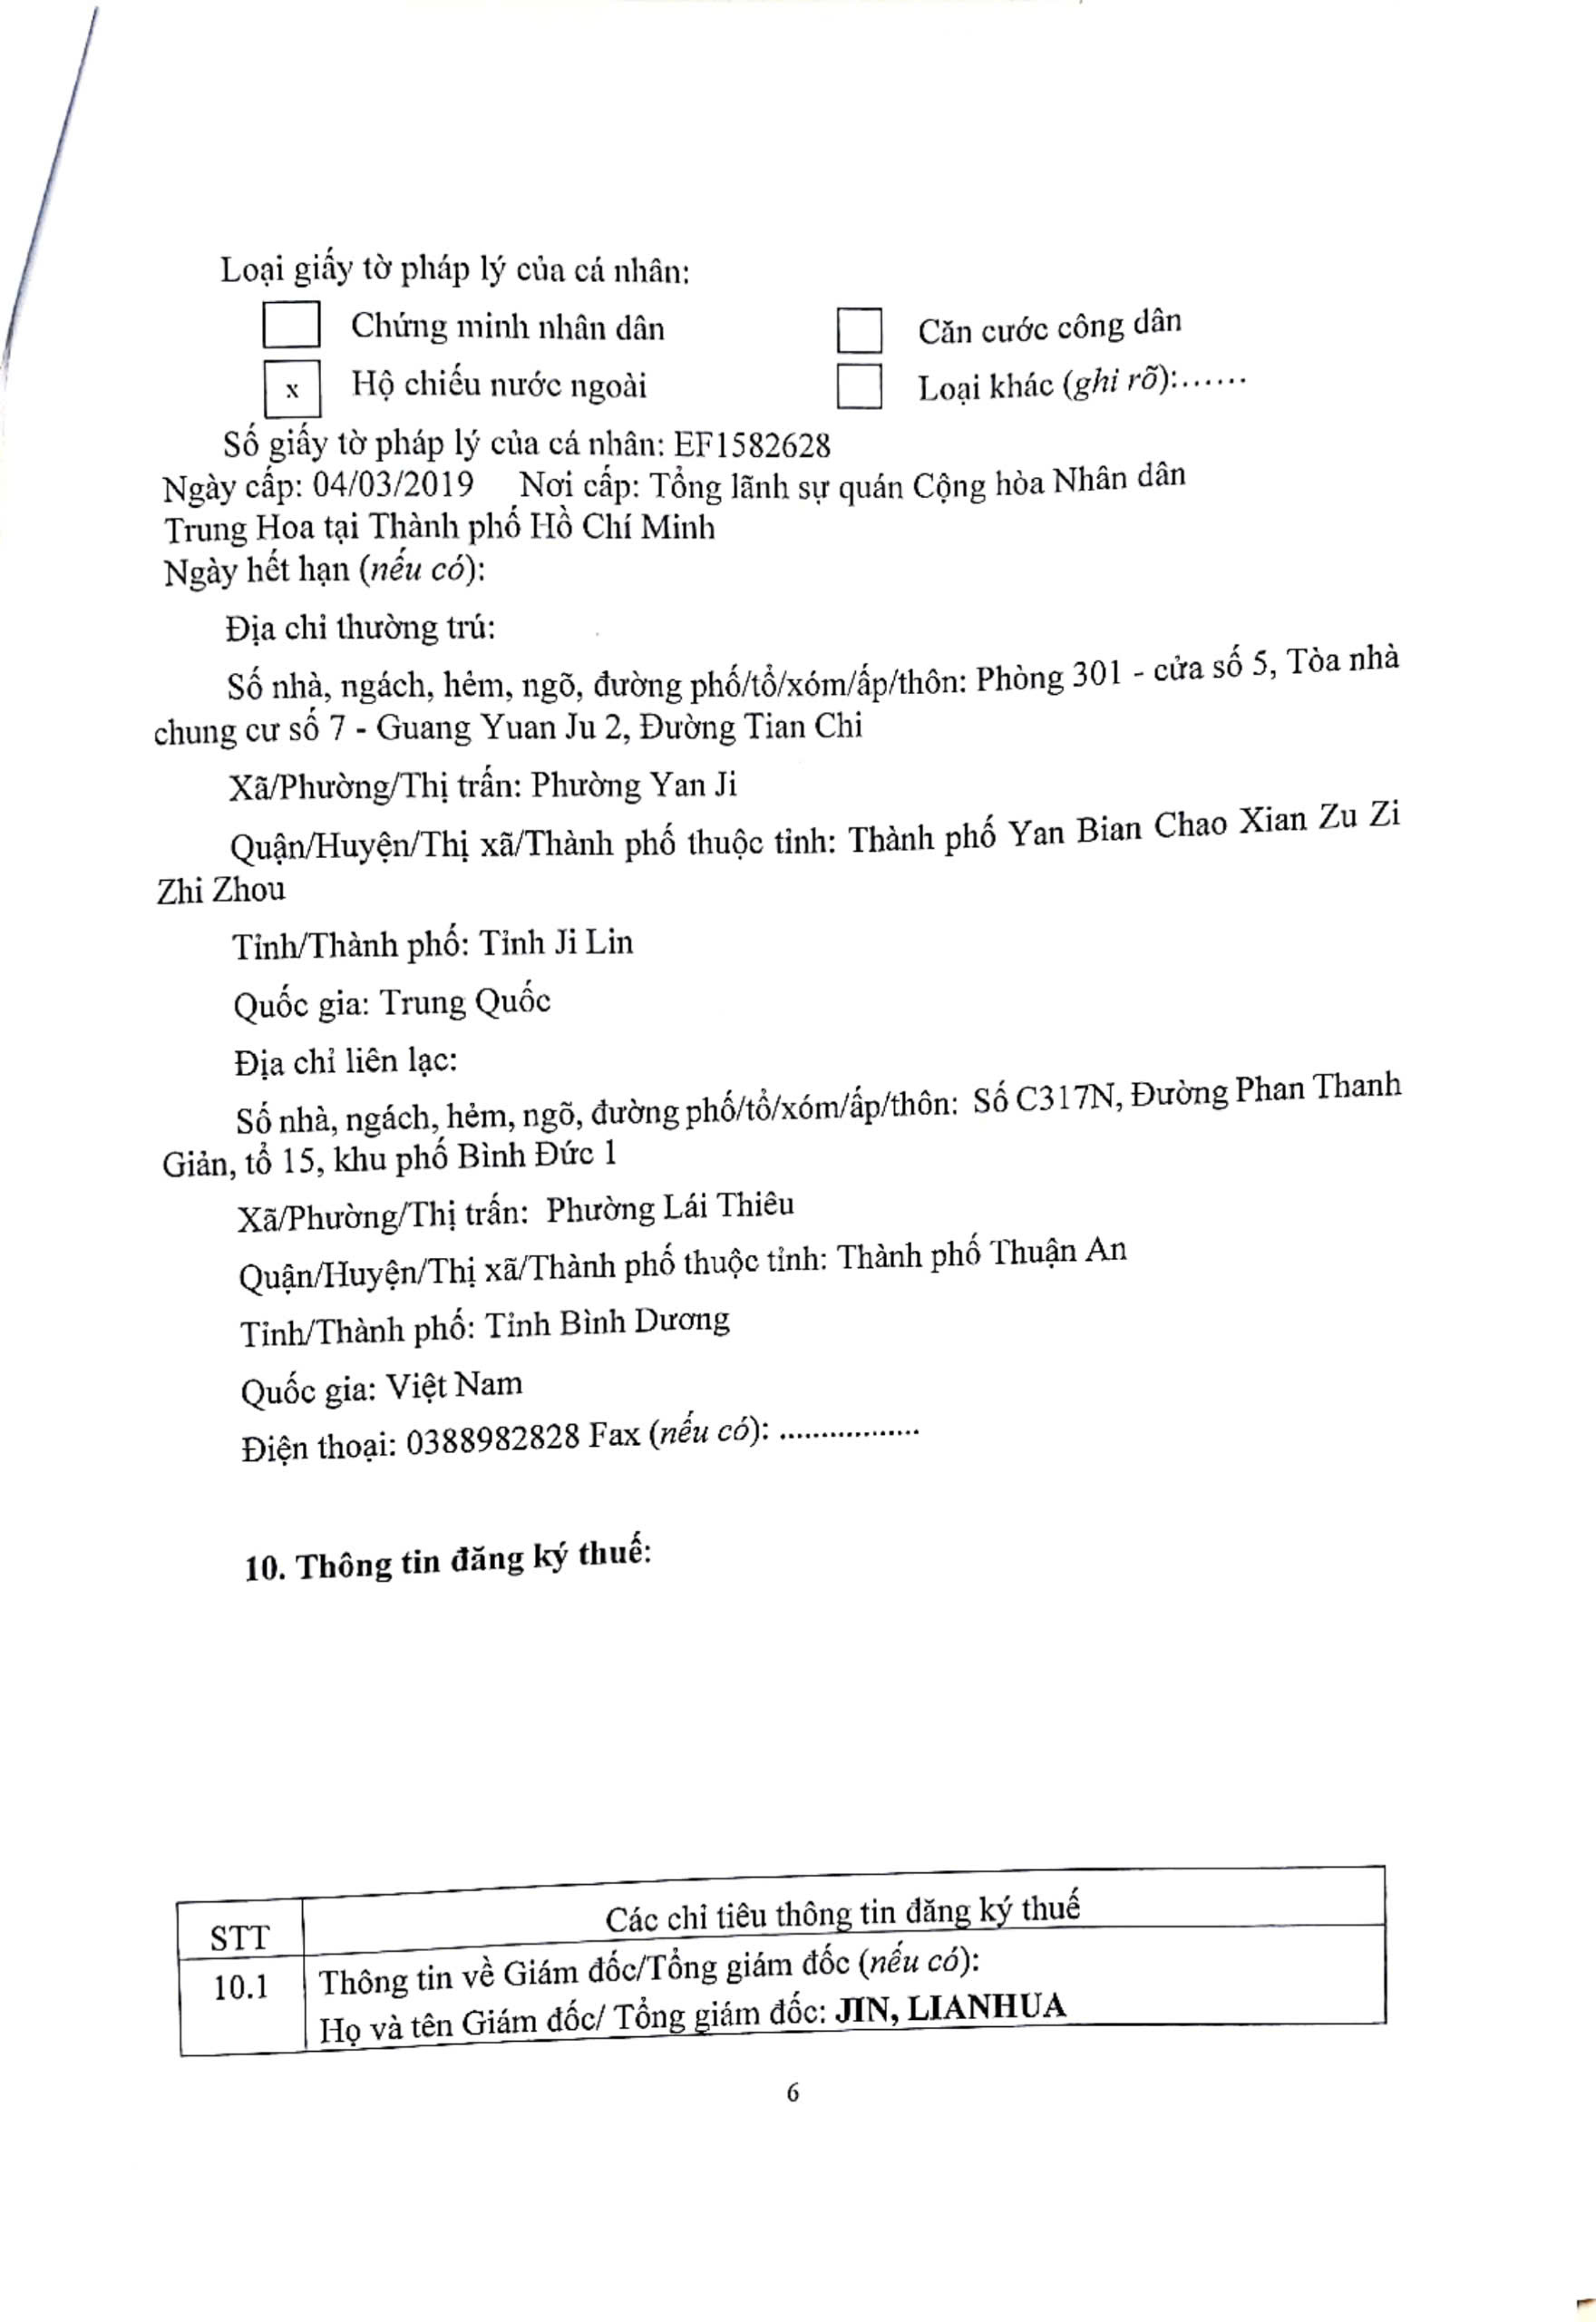 Loại giấy tờ pháp lý của cá nhân:
Chứng minh nhân dân
Căn cước công dân
x Hộ chiếu nước ngoài
Loại khác (ghi rõ):......
Số giấy tờ pháp lý của cá nhân: EF1582628
Ngày cấp: 04/03/2019 Nơi cấp: Tổng lãnh sự quán Cộng hòa Nhân dân
Trung Hoa tại Thành phố Hồ Chí Minh
Ngày hết hạn (nếu có):
Địa chỉ thường trú:
Số nhà, ngách, hẻm, ngõ, đường phố/tổ/xóm/ấp/thôn: Phòng 301 - cửa số 5, Tòa nhà
chung cư số 7 - Guang Yuan Ju 2, Đường Tian Chi
Xã/Phường/Thị trấn: Phường Yan Ji
Quận/Huyện/Thị xã/Thành phố thuộc tỉnh: Thành phố Yan Bian Chao Xian Zu Zi
Zhi Zhou
Tỉnh/Thành phố: Tỉnh Ji Lin
Quốc gia: Trung Quốc
Địa chỉ liên lạc:
Số nhà, ngách, hẻm, ngõ, đường phố/tổ/xóm/ấp/thôn: Số C317N, Đường Phan Thanh
Giản, tổ 15, khu phố Bình Đức 1
Xã/Phường/Thị trấn: Phường Lái Thiêu
Quận/Huyện/Thị xã/Thành phố thuộc tỉnh: Thành phố Thuận An
Tỉnh/Thành phố: Tỉnh Bình Dương
Quốc gia: Việt Nam
Điện thoại: 0388982828 Fax (nếu có): .................
10. Thông tin đăng ký thuế:
STT Các chỉ tiêu thông tin đăng ký thuế
10.1 Thông tin về Giám đốc/Tổng giám đốc (nếu có):
Họ và tên Giám đốc/ Tổng giám đốc: JIN, LIANHUA
6